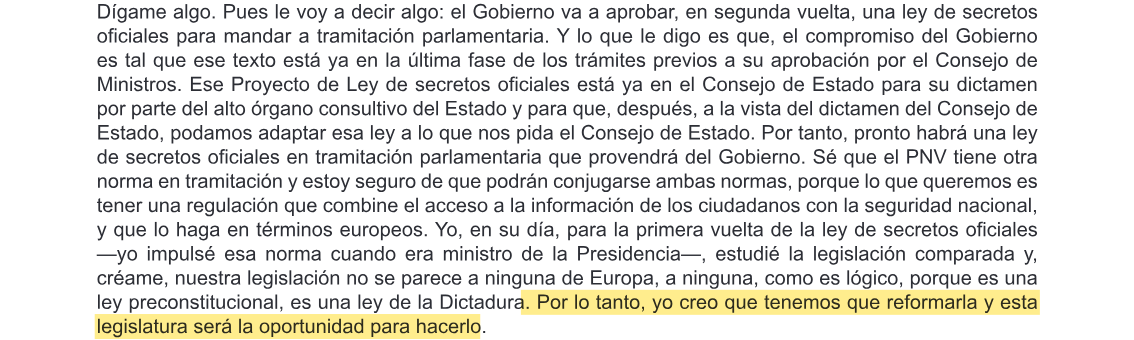 Dígame algo. Pues le voy a decir algo: el Gobierno va a aprobar, en segunda vuelta, una ley de secretos
oficiales para mandar a tramitación parlamentaria. Y lo que le digo es que, el compromiso del Gobierno
es tal que ese texto está ya en la última fase de los trámites previos a su aprobación por el Consejo de
Ministros. Ese Proyecto de Ley de secretos oficiales está ya en el Consejo de Estado para su dictamen
por parte del alto órgano consultivo del Estado y para que, después, a la vista del dictamen del Consejo de
Estado, podamos adaptar esa ley a lo que nos pida el Consejo de Estado. Por tanto, pronto habrá una ley
de secretos oficiales en tramitación parlamentaria que provendrá del Gobierno. Sé que el PNV tiene otra
norma en tramitación y estoy seguro de que podrán conjugarse ambas normas, porque lo que queremos es
tener una regulación que combine el acceso a la información de los ciudadanos con la seguridad nacional,
y que lo haga en términos europeos. Yo, en su día, para la primera vuelta de la ley de secretos oficiales
—yo impulsé esa norma cuando era ministro de la Presidencia—, estudié la legislación comparada y,
créame, nuestra legislación no se parece a ninguna de Europa, a ninguna, como es lógico, porque es una
ley preconstitucional, es una ley de la Dictadura. Por lo tanto, yo creo que tenemos que reformarla y esta
legislatura será la oportunidad para hacerlo.